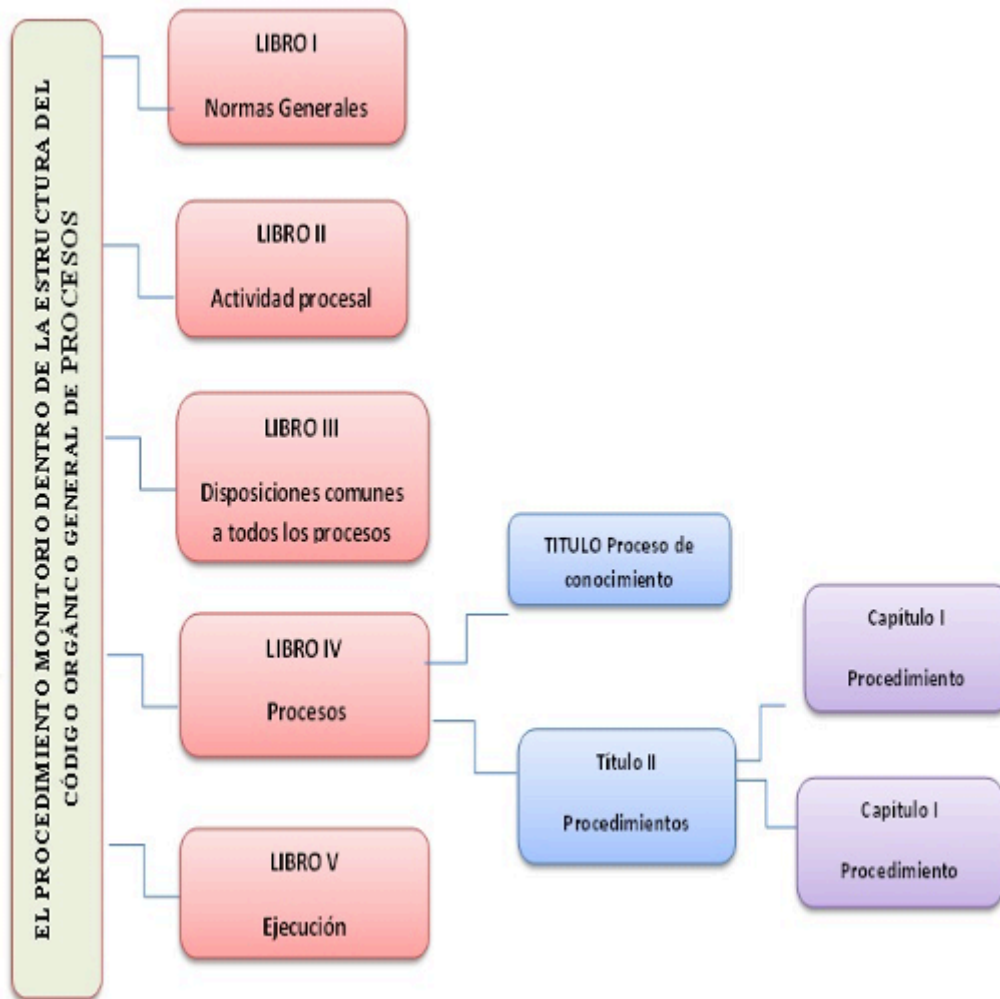 EL PROCEDIMIENTO MONITORIO DENTRO DE LA ESTRUCTURA DEL
CÓDIGO ORGÁNICO GENERAL DE PROCESOS
LIBRO I
Normas Generales
LIBRO II
Actividad procesal
LIBRO III
Disposiciones comunes
a todos los procesos
LIBRO IV
Procesos
TITULO Proceso de
conocimiento
Título II
Procedimientos
Capítulo I
Procedimiento
Capitulo I
Procedimiento
LIBRO V
Ejecución